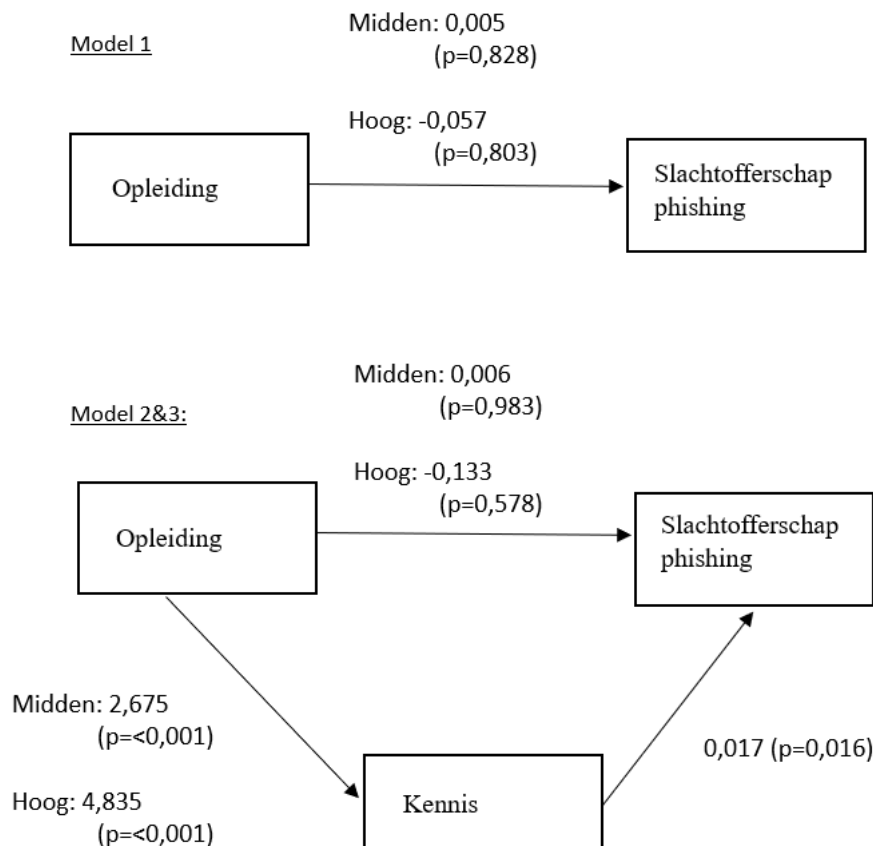 Model 1
Midden: 0,005
(p=0,828)
Hoog: -0,057
(p=0,803)
Opleiding
Slachtofferschap
phishing
Model 2&3:
Midden: 0,006
(p=0,983)
Hoog: -0,133
(p=0,578)
Opleiding
Slachtofferschap
phishing
Midden: 2,675
(p=<0,001)
Hoog: 4,835
(p=<0,001)
Kennis
0,017 (p=0,016)